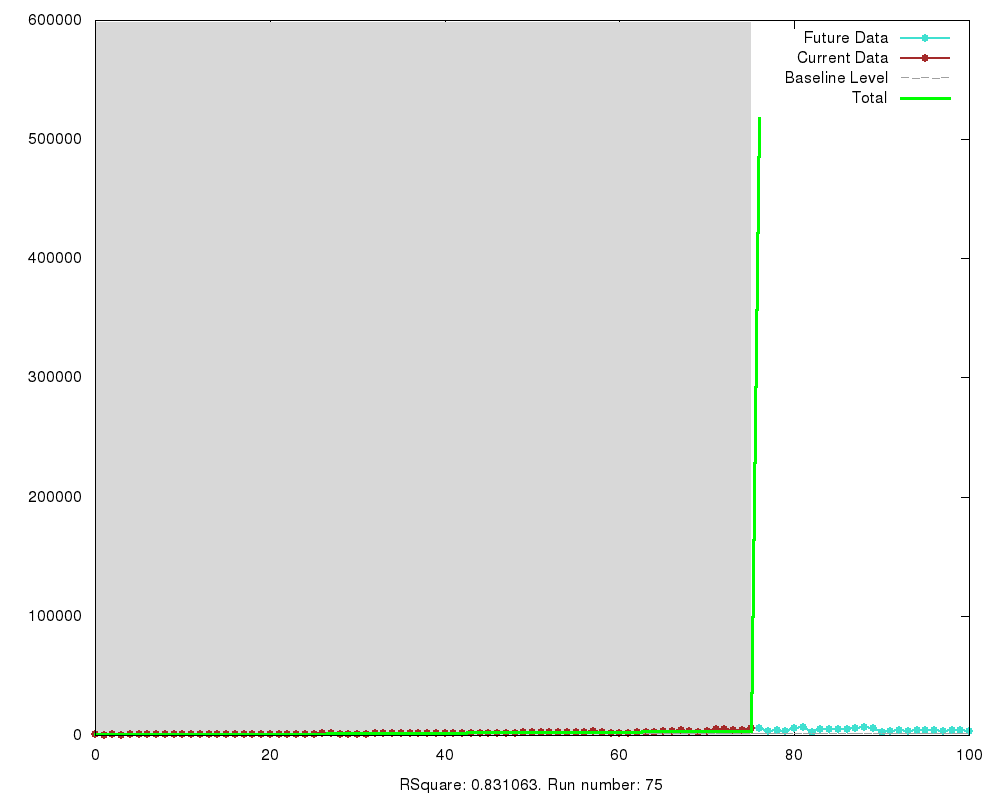 600000
500000
400000
300000
200000
100000
0
0 20 40 60 80 100
Future Data
Current Data
Baseline Level
Total
RSquare: 0.831063. Run number: 75